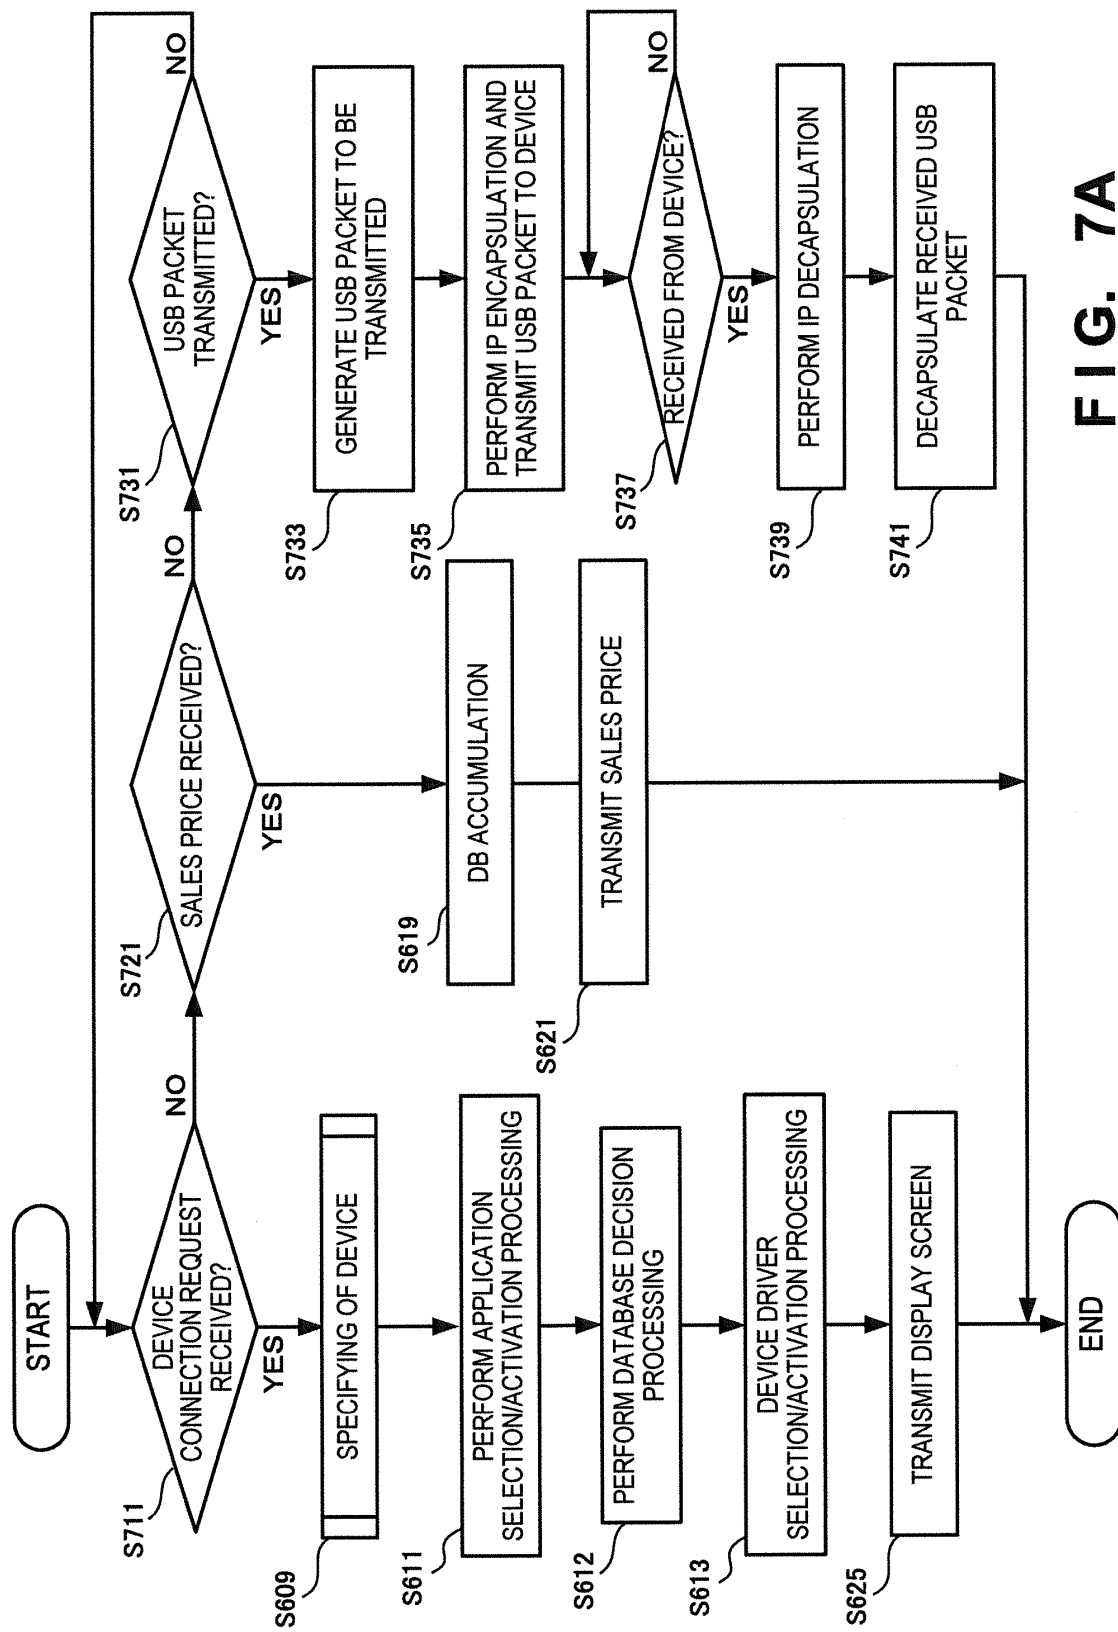 START
DEVICE
CONNECTION REQUEST
RECEIVED?
S711
NO
YES
SPECIFYING OF DEVICE
S609
PERFORM APPLICATION
SELECTION/ACTIVATION PROCESSING
S611
PERFORM DATABASE DECISION
PROCESSING
S612
DEVICE DRIVER
SELECTION/ACTIVATION PROCESSING
S613
TRANSMIT DISPLAY SCREEN
S625
END
SALES PRICE RECEIVED?
S721
NO
YES
DB ACCUMULATION
S619
TRANSMIT SALES PRICE
S621
USB PACKET
TRANSMITTED?
S731
NO
YES
GENERATE USB PACKET TO BE
TRANSMITTED
S733
PERFORM IP ENCAPSULATION AND
TRANSMIT USB PACKET TO DEVICE
S735
RECEIVED FROM DEVICE?
S737
NO
YES
PERFORM IP DECAPSULATION
S739
DECAPSULATE RECEIVED USB
PACKET
S741
FIG. 7A